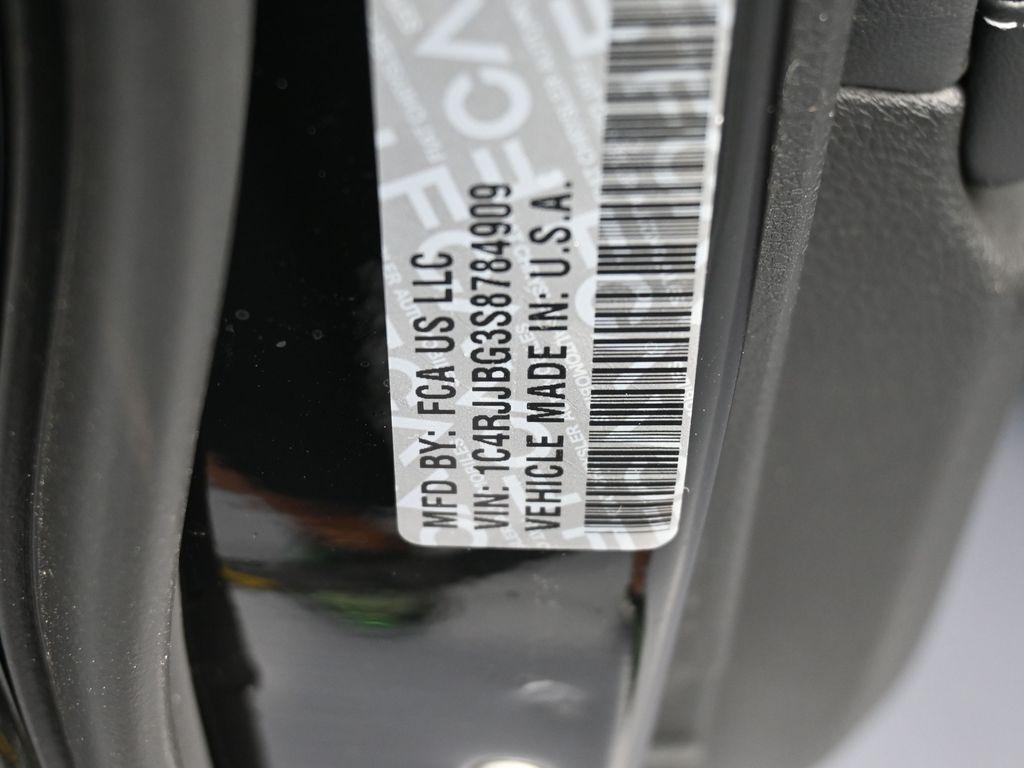 MFD BY: FCA US LLC
VIN: 1C4RJJBG3S8784909
VEHICLE MADE IN: U.S.A.